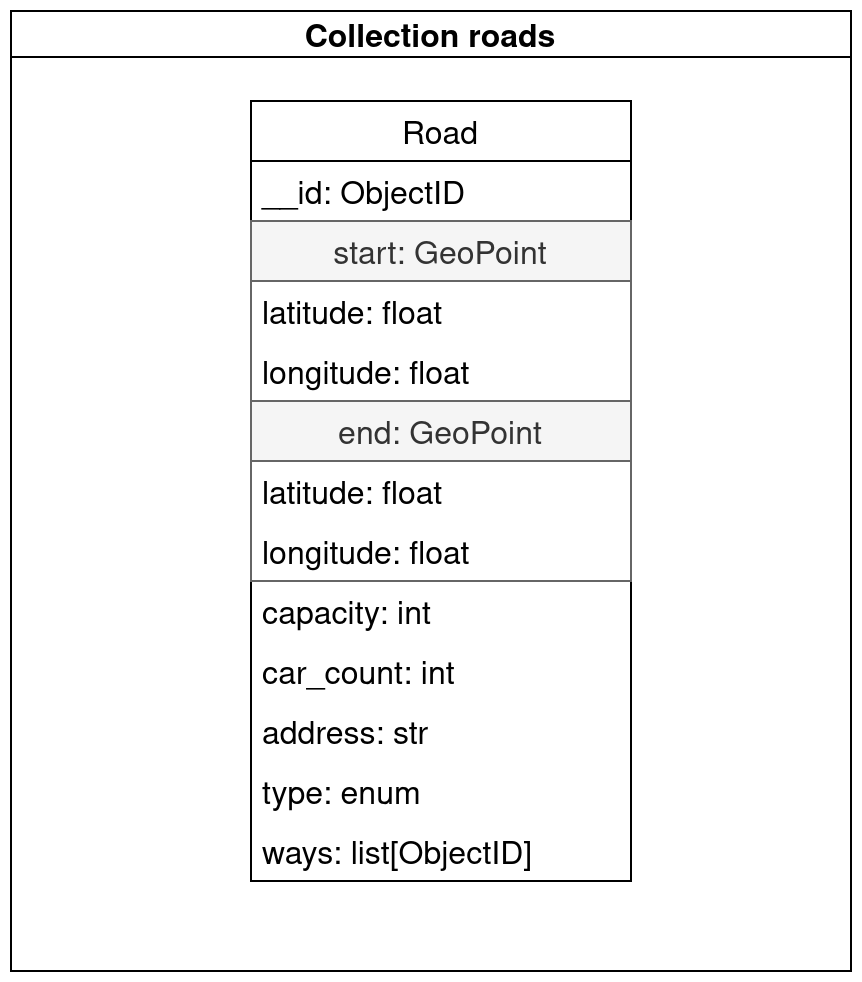 Collection roads
Road
__id: ObjectID
start: GeoPoint
latitude: float
longitude: float
end: GeoPoint
latitude: float
longitude: float
capacity: int
car_count: int
address: str
type: enum
ways: list[ObjectID]